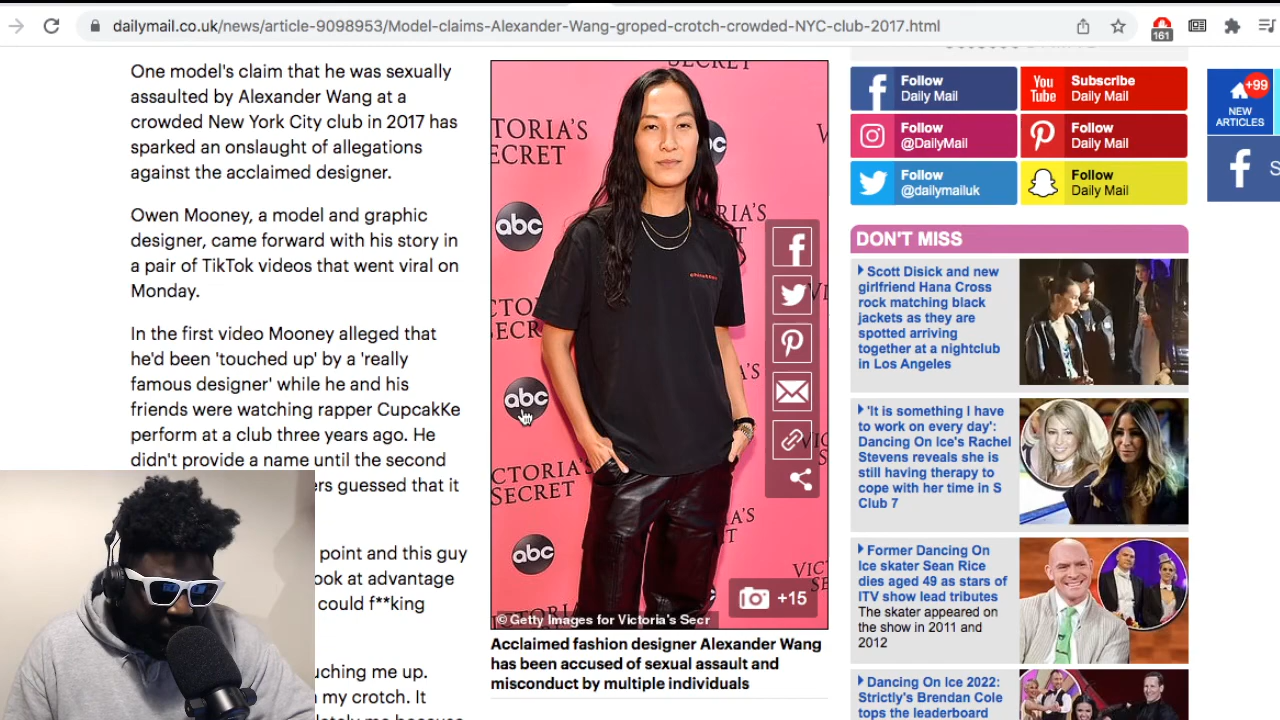 dailymail.co.uk/news/article-9098953/Model-claims-Alexander-Wang-groped-crotch-crowded-NYC-club-2017.html
161
One model's claim that he was sexually
assaulted by Alexander Wang at a
crowded New York City club in 2017 has
sparked an onslaught of allegations
against the acclaimed designer.
Owen Mooney, a model and graphic
designer, came forward with his story in
a pair of TikTok videos that went viral on
Monday.
In the first video Mooney alleged that
he'd been 'touched up' by a 'really
famous designer' while he and his
friends were watching rapper CupcakKe
perform at a club three years ago. He
didn't provide a name until the second
guessed that it
point and this guy
advantage
could f**king
me up.
my crotch. It
SECRET
TORIA'S
ECRET
abc
RIA'S
abc
CTORIA'S
SECRET
abc
+15
© Getty Images for Victoria's Secr
Acclaimed fashion designer Alexander Wang
has been accused of sexual assault and
misconduct by multiple individuals
Follow
Daily Mail
You
Tube
Subscribe
Daily Mail
Follow
@DailyMail
Follow
Daily Mail
Follow
@dailymailuk
Follow
Daily Mail
+99
NEW
ARTICLES
DON'T MISS
Scott Disick and new
girlfriend Hana Cross
rock matching black
jackets as they are
spotted arriving
together at a nightclub
in Los Angeles
'It is something I have
to work on every day':
Dancing On Ice's Rachel
Stevens reveals she is
still having therapy to
cope with her time in S
Club 7
Former Dancing On
Ice skater Sean Rice
dies aged 49 as stars of
ITV show lead tributes
The skater appeared on
the show in 2011 and
2012
Dancing On Ice 2022:
Strictly's Brendan Cole
tops the leaderboard